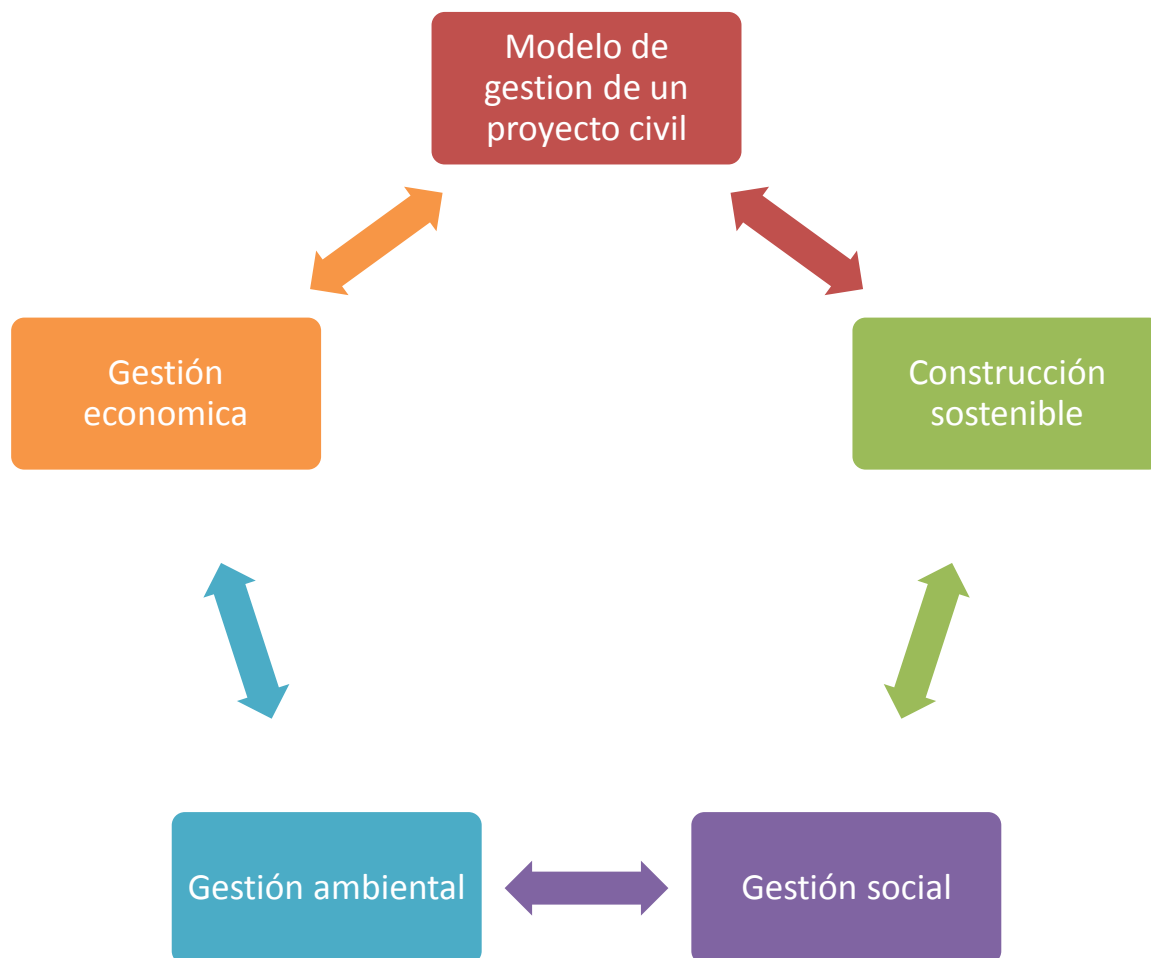 Modelo de
gestion de un
proyecto civil
Gestión
economica
Construcción
sostenible
Gestión ambiental
Gestión social